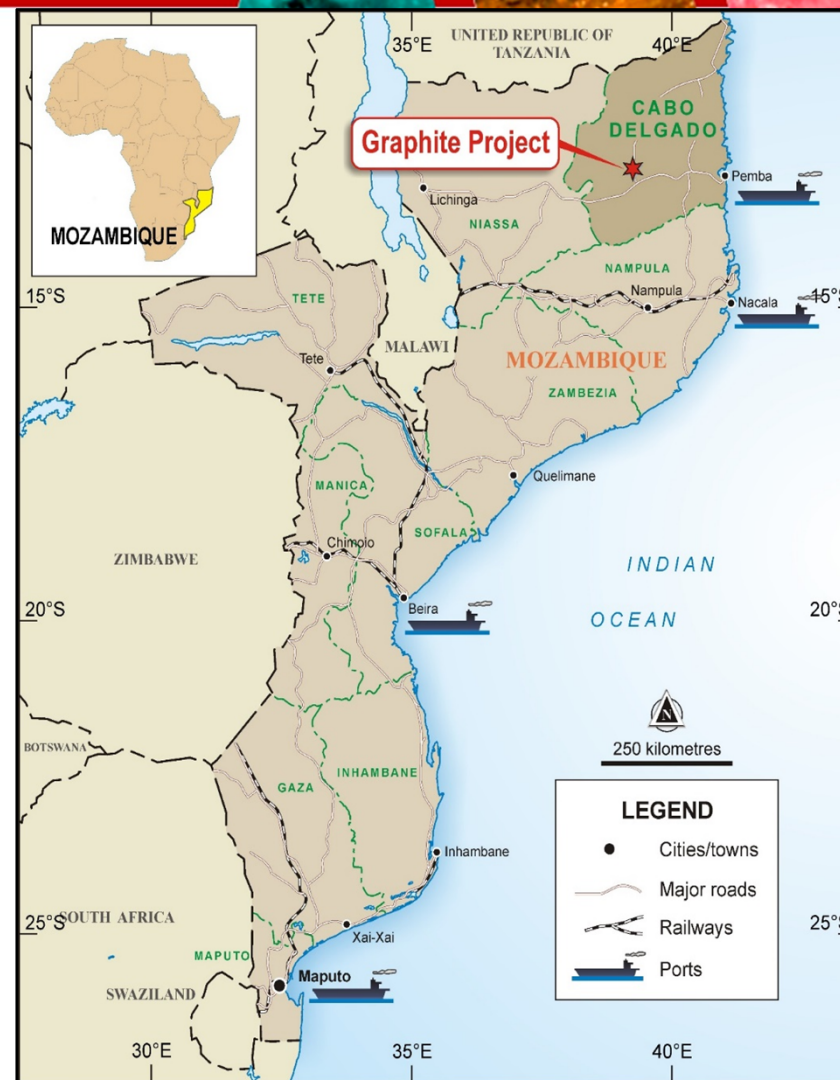 35°E
UNITED REPUBLIC OF
TANZANIA
40°E
CABO
DELGADO
Graphite Project
Pemba
Lichinga
NIASSA
MOZAMBIQUE
NAMPULA
15°S
TETE
Nampula
Nacala
15°
MALAWI
MOZAMBIQUE
Tete
ZAMBEZIA
Quelimane
MANICA
SOFALA
Chimoio
ZIMBABWE
INDIAN
OCEAN
Beira
20°S
20°
N
250 kilometres
BOTSWANA
GAZA
INHAMBANE
LEGEND
Cities/towns
Major roads
Railways
Ports
Inhambane
SOUTH AFRICA
25°S
25°
Xai-Xai
MAPUTO
Maputo
SWAZILAND
30°E
35°E
40°E